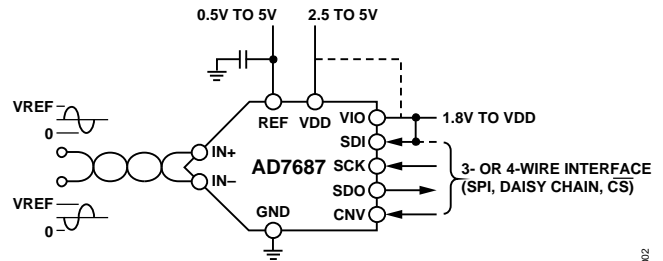 0.5V TO 5V
2.5 TO 5V
VREF
0
REF
VDD
VIO
1.8V TO VDD
SDI
IN+
AD7687
SCK
3- OR 4-WIRE INTERFACE
(SPI, DAISY CHAIN, CS)
IN–
SDO
VREF
GND
CNV
0
002